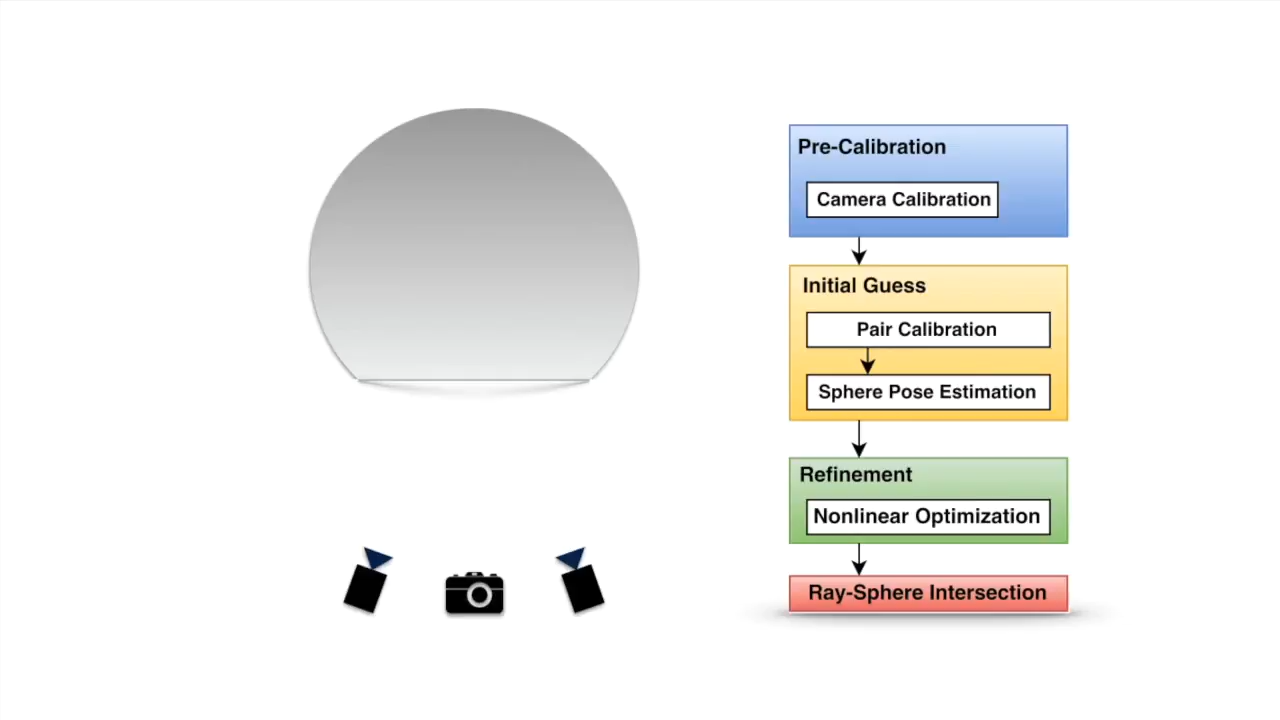 Pre-Calibration
Camera Calibration
Initial Guess
Pair Calibration
Sphere Pose Estimation
Refinement
Nonlinear Optimization
Ray-Sphere Intersection